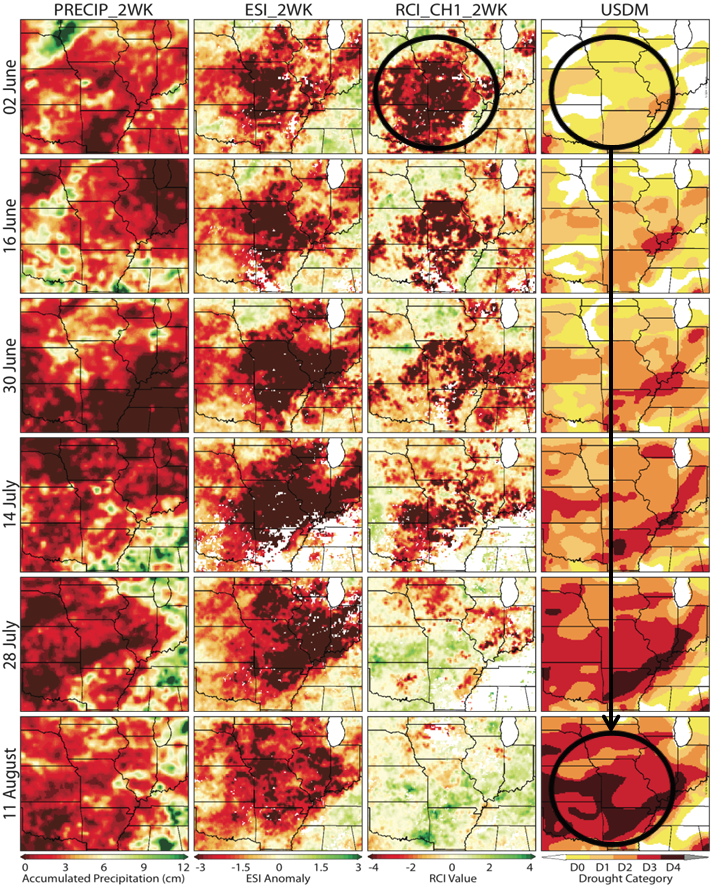 PRECIP_2WK ESI_2WK RCI_CH1_2WK USDM
02 June
16 June
30 June
14 July
28 July
11 August
0 3 6 9 12 -3 -1.5 0 1.5 3 -4 -2 0 2 4 D0 D1 D2 D3 D4
Accumulated Precipitation (cm) ESI Anomaly RCI Value Drought Category